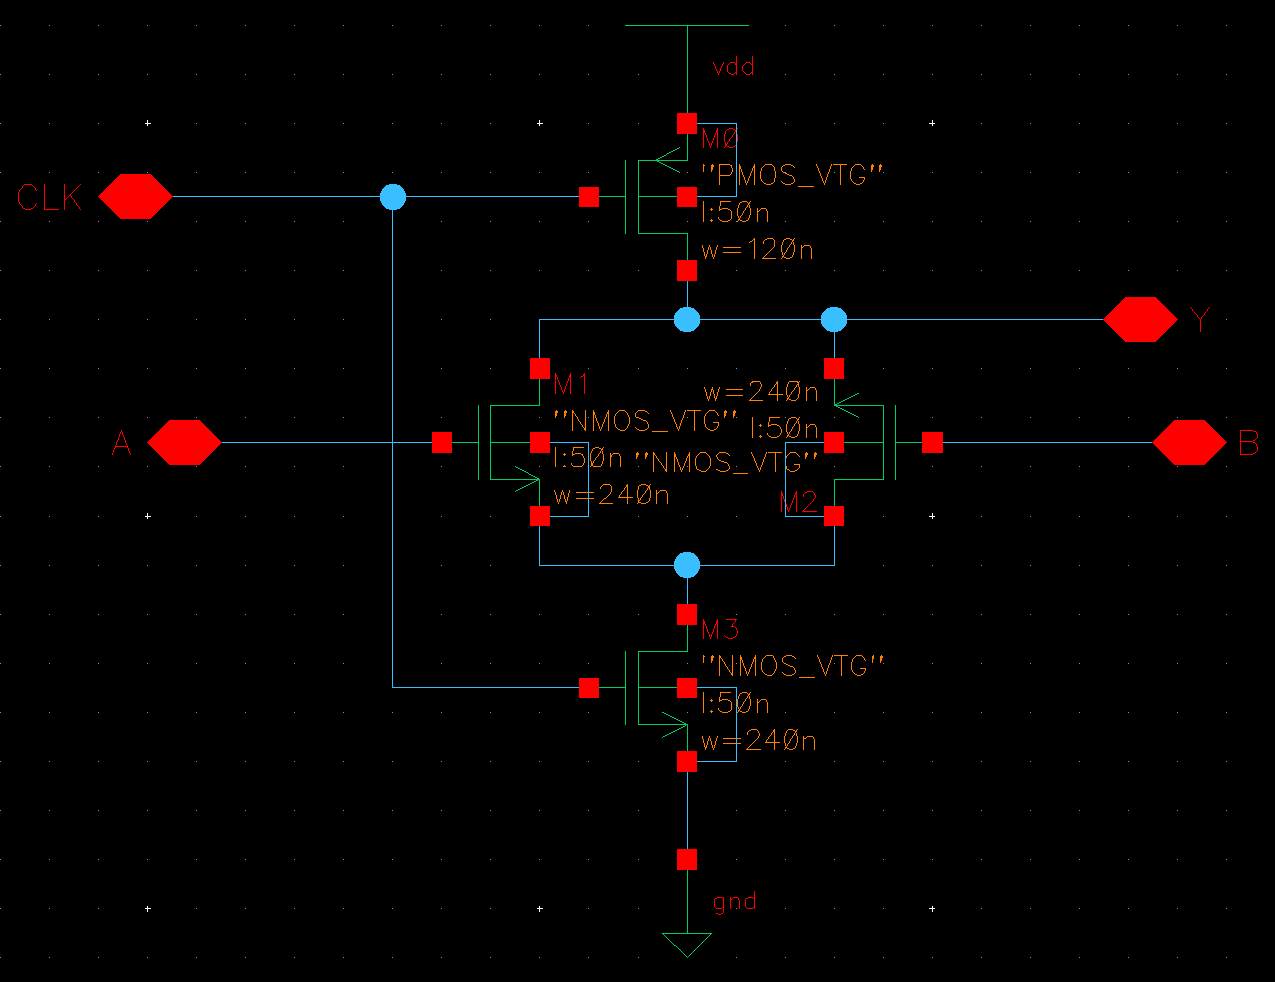 vdd
M0
"PMOS_VTG"
l:50n
w=120n
CLK
Y
M1
"NMOS_VTG"
l:50n
w=240n
w=240n
l:50n
"NMOS_VTG"
M2
A
B
M3
"NMOS_VTG"
l:50n
w=240n
gnd